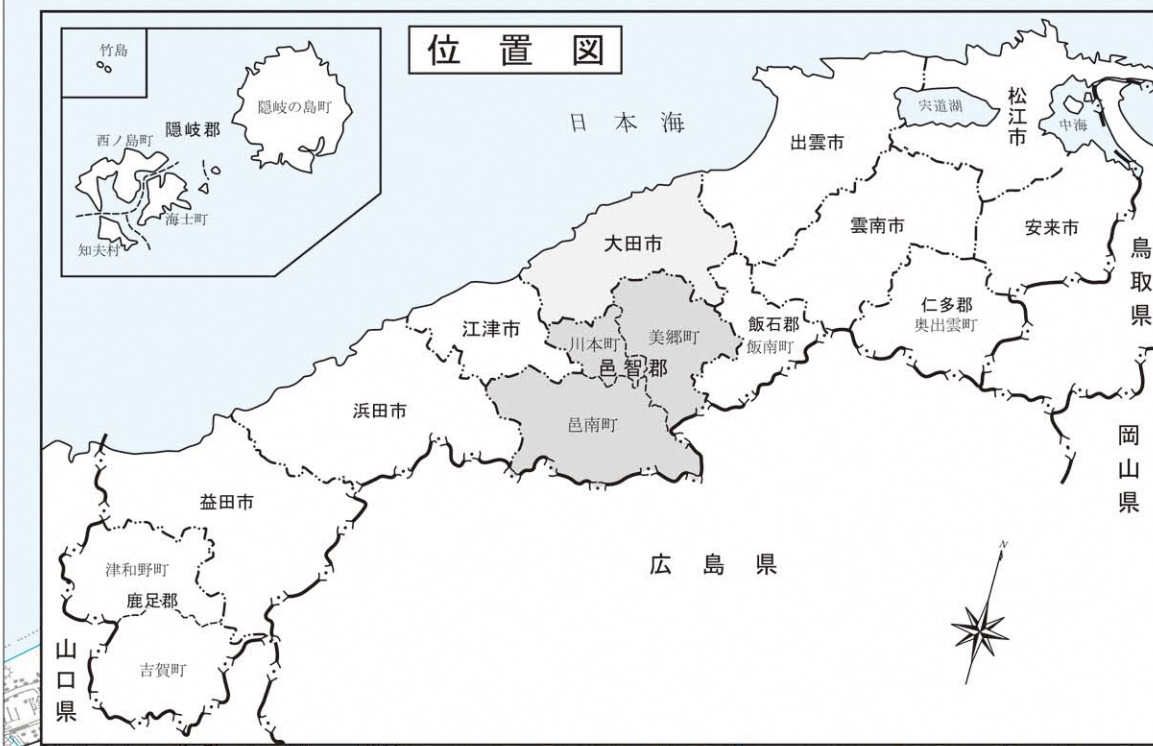 位置図
竹島
隠岐の島町
隠岐郡
西ノ島町
海士町
知夫村
日本海
宍道湖
松江市
中海
出雲市
雲南市
安来市
鳥取県
大田市
仁多郡
奥出雲町
江津市
川本町
美郷町
飯石郡
飯南町
邑智郡
浜田市
邑南町
岡山県
益田市
広島県
N
津和野町
鹿足郡
吉賀町
山口県